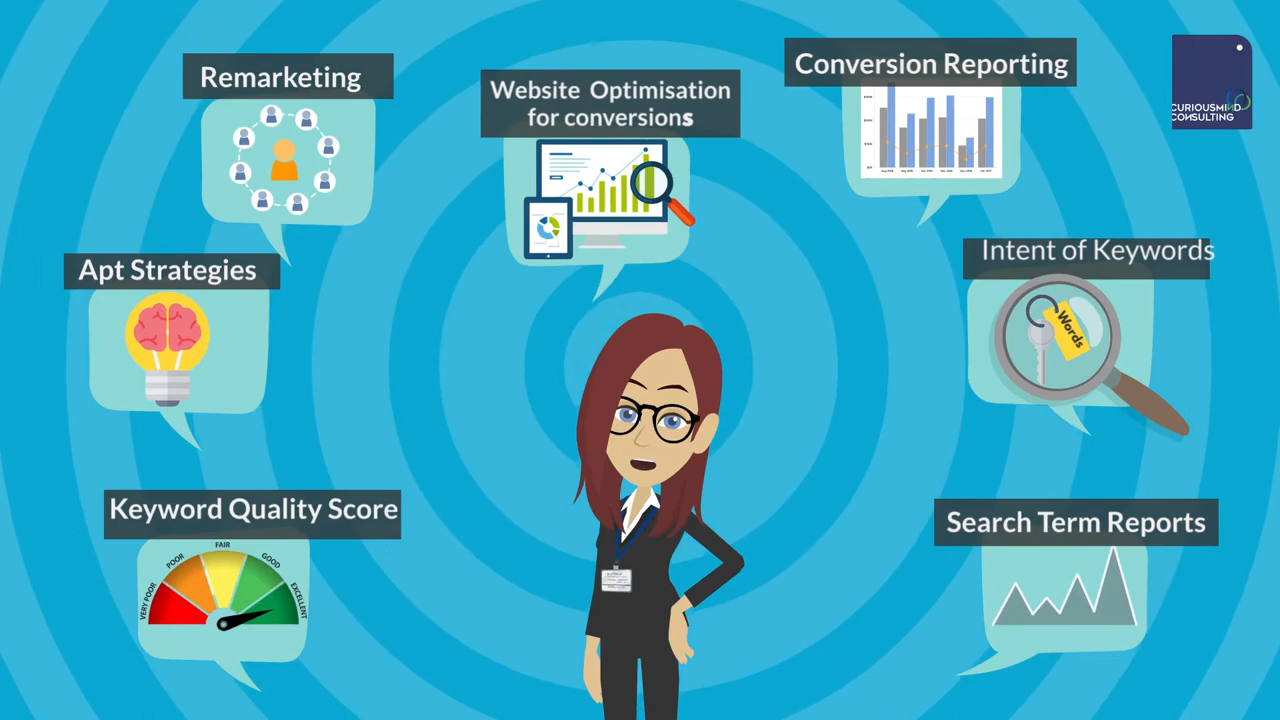 Remarketing
Website Optimisation
for conversions
Conversion Reporting
CURIOUSMIND
CONSULTING
Apt Strategies
Intent of Keywords
Words
Keyword Quality Score
VERY POOR
POOR
FAIR
GOOD
EXCELLENT
Search Term Reports